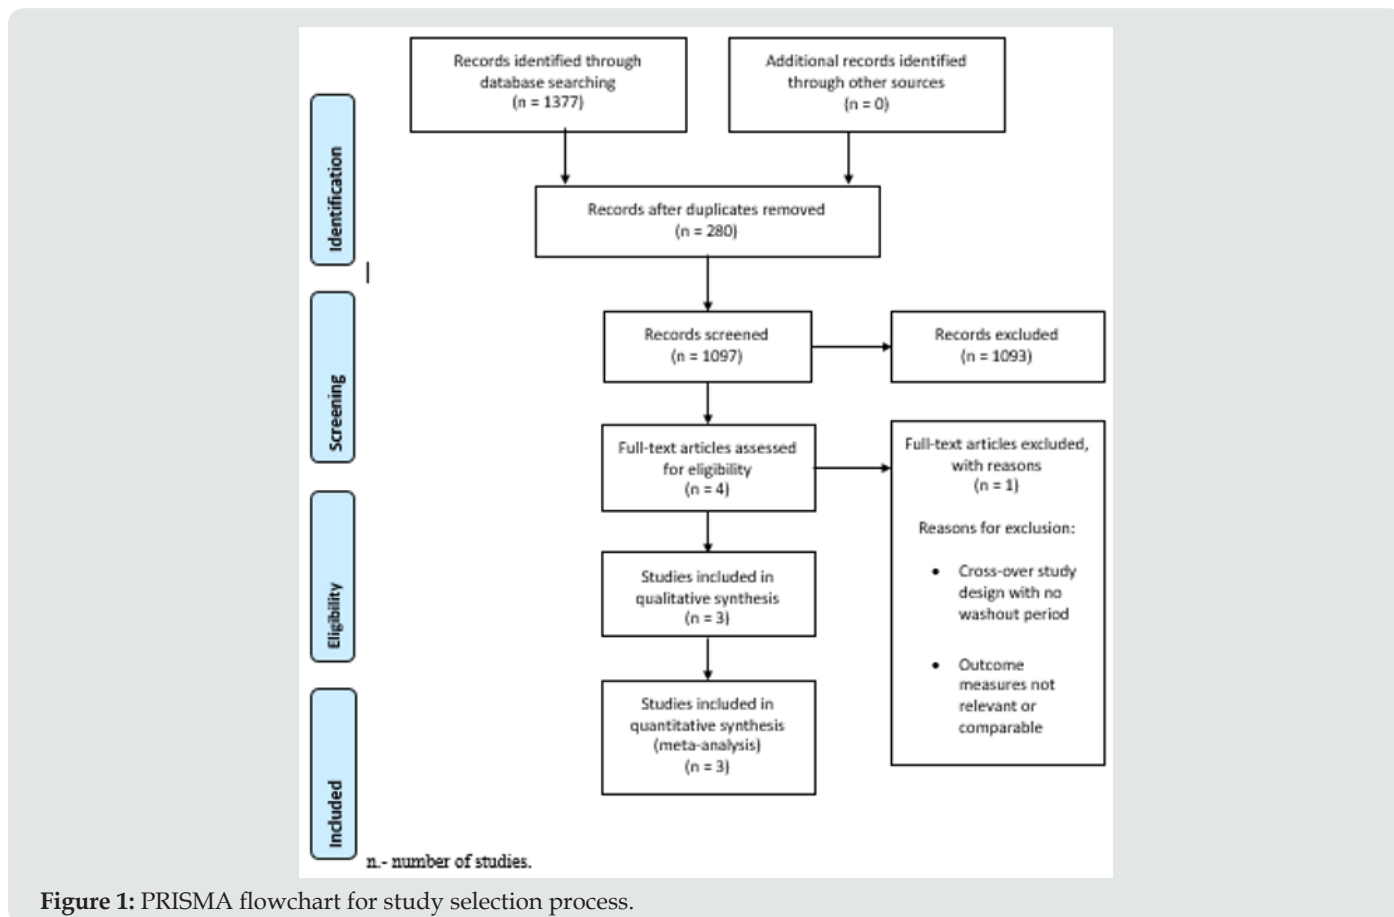 Records identified through
database searching
(n = 1377)
Additional records identified
through other sources
(n = 0)
Identification
Records after duplicates removed
(n = 280)
Screening
Records screened
(n = 1097)
Records excluded
(n = 1093)
Full-text articles assessed
for eligibility
(n = 4)
Full-text articles excluded,
with reasons
(n = 1)
Reasons for exclusion:
• Cross-over study
design with no
washout period
• Outcome
measures not
relevant or
comparable
Eligibility
Studies included in
qualitative synthesis
(n = 3)
Included
Studies included in
quantitative synthesis
(meta-analysis)
(n = 3)
n.- number of studies.
Figure 1: PRISMA flowchart for study selection process.